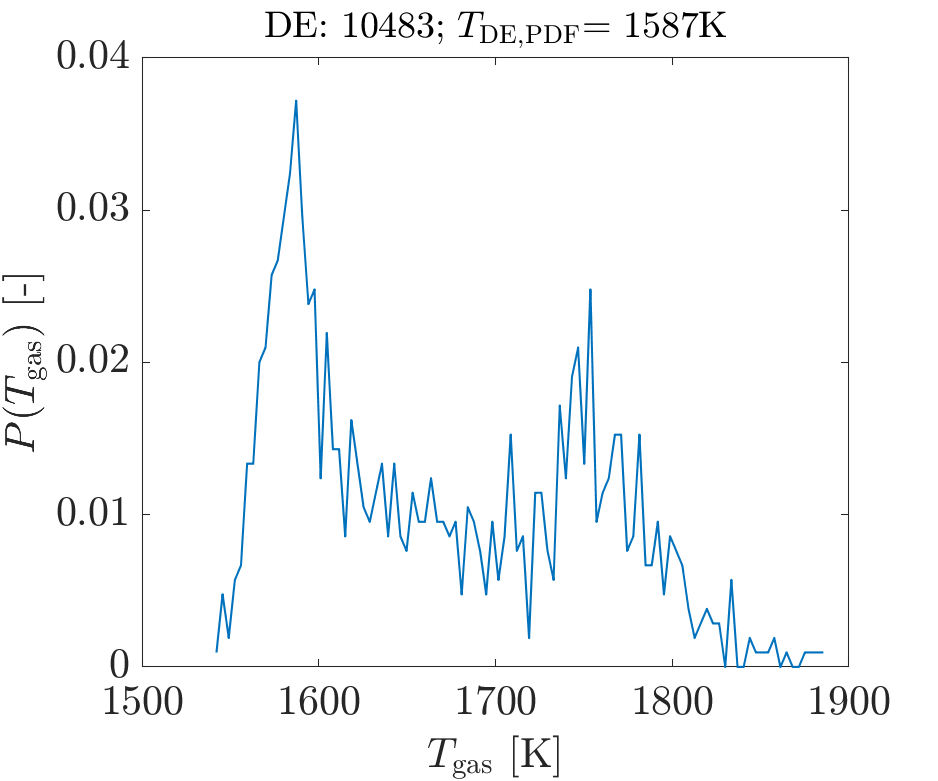 DE: 10483; T_DE,PDF= 1587K
0.04
0.03
0.02
0.01
0
P(T_gas) [-]
1500 1600 1700 1800 1900
T_gas [K]